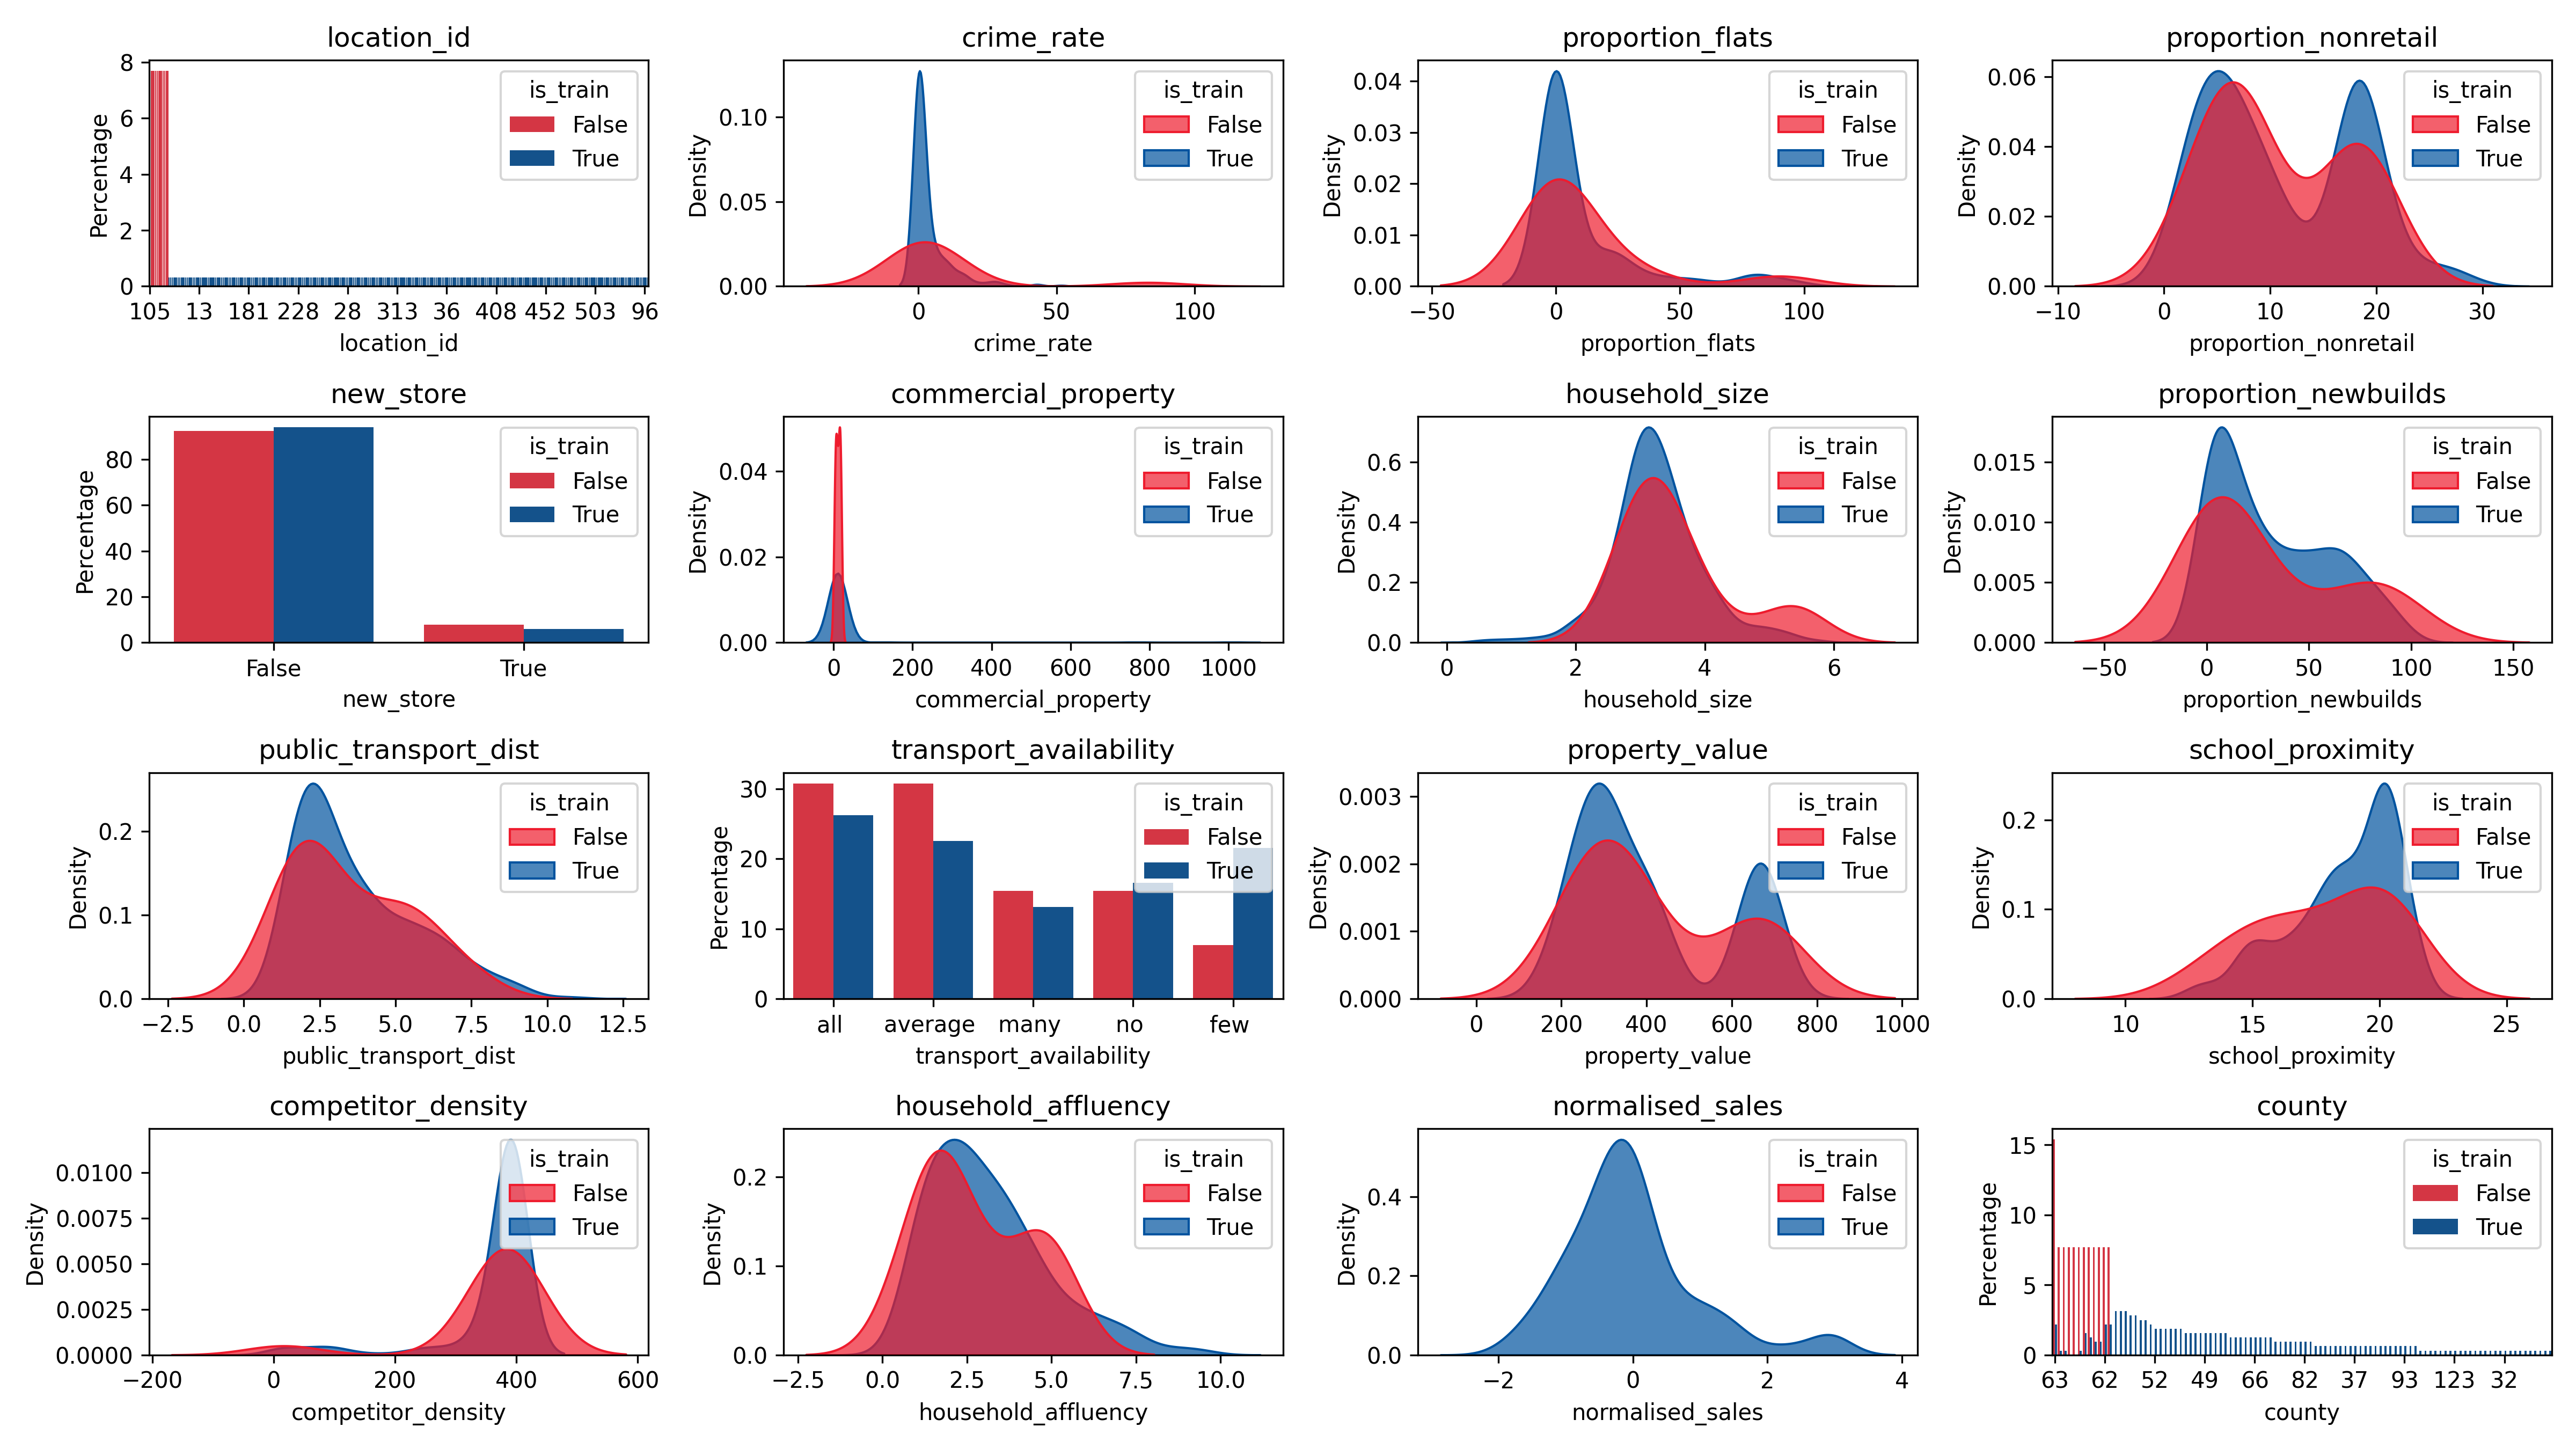 location_id
Percentage
8
6
4
2
0
is_train
False
True
105 13 181 228 28 313 36 408 452 503 96
location_id
crime_rate
Density
0.10
0.05
0.00
is_train
False
True
0 50 100
crime_rate
proportion_flats
Density
0.04
0.03
0.02
0.01
0.00
is_train
False
True
−50 0 50 100
proportion_flats
proportion_nonretail
Density
0.06
0.04
0.02
0.00
is_train
False
True
−10 0 10 20 30
proportion_nonretail
new_store
Percentage
80
60
40
20
0
is_train
False
True
False True
new_store
commercial_property
Density
0.04
0.02
0.00
is_train
False
True
0 200 400 600 800 1000
commercial_property
household_size
Density
0.6
0.4
0.2
0.0
is_train
False
True
0 2 4 6
household_size
proportion_newbuilds
Density
0.015
0.010
0.005
0.000
is_train
False
True
−50 0 50 100 150
proportion_newbuilds
public_transport_dist
Density
0.2
0.1
0.0
is_train
False
True
−2.5 0.0 2.5 5.0 7.5 10.0 12.5
public_transport_dist
transport_availability
Percentage
30
20
10
0
is_train
False
True
all average many no few
transport_availability
property_value
Density
0.003
0.002
0.001
0.000
is_train
False
True
0 200 400 600 800 1000
property_value
school_proximity
Density
0.2
0.1
0.0
is_train
False
True
10 15 20 25
school_proximity
competitor_density
Density
0.0100
0.0075
0.0050
0.0025
0.0000
is_train
False
True
−200 0 200 400 600
competitor_density
household_affluency
Density
0.2
0.1
0.0
is_train
False
True
−2.5 0.0 2.5 5.0 7.5 10.0
household_affluency
normalised_sales
Density
0.4
0.2
0.0
is_train
False
True
−2 0 2 4
normalised_sales
county
Percentage
15
10
5
0
is_train
False
True
63 62 52 49 66 82 37 93 123 32
county